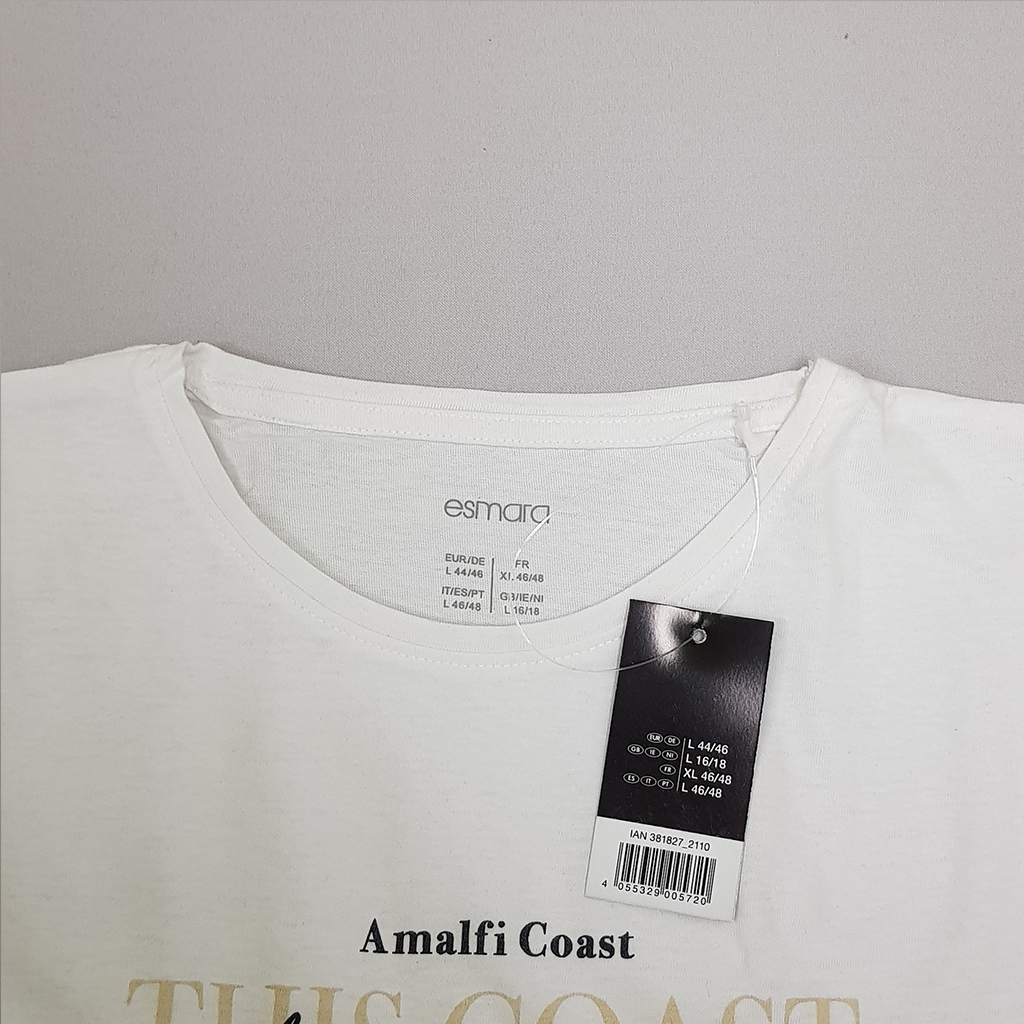 esmara
EUR/DE
L 44/46
FR
XL 46/48
IT/ES/PT
L 46/48
GB/IE/NI
L 16/18
EUR DE L 44/46
GB IE NI L 16/18
FR XL 46/48
ES IT PT L 46/48
IAN 381827_2110
4 055329 005720
Amalfi Coast
THIS COAST